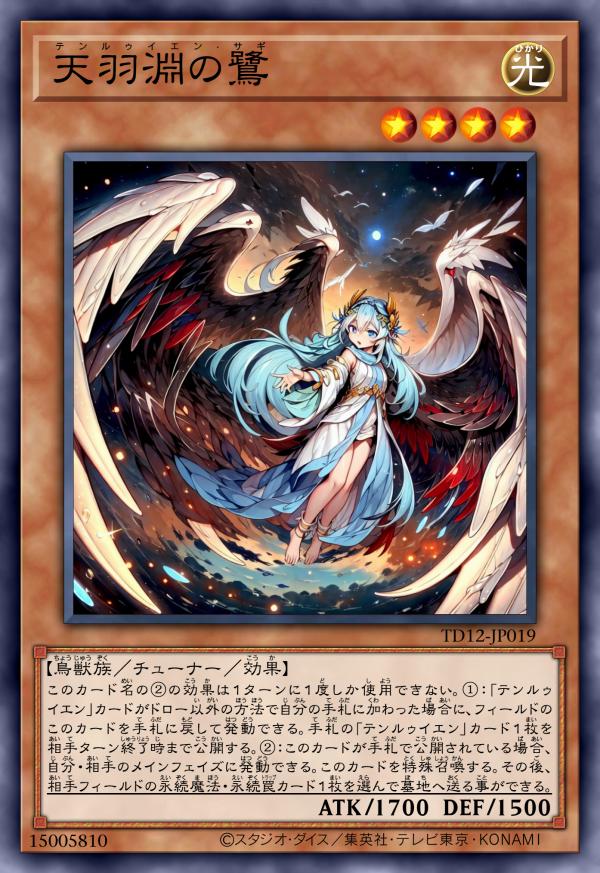 テンルゥイエン・サギ
天羽淵の鷺
ひかり
光
TD12-JP019
【鳥獣族／チューナー／効果】
このカード名の②の効果は１ターンに１度しか使用できない。①：「テンルゥ
イエン」カードがドロー以外の方法で自分の手札に加わった場合に、フィールドの
このカードを手札に戻して発動できる。手札の「テンルゥイエン」カード１枚を
相手ターン終了時まで公開する。②：このカードが手札で公開されている場合、
自分・相手のメインフェイズに発動できる。このカードを特殊召喚する。その後、
相手フィールドの永続魔法・永続罠カード１枚を選んで墓地へ送る事ができる。
ATK/1700 DEF/1500
15005810 ©スタジオ・ダイス／集英社・テレビ東京・KONAMI